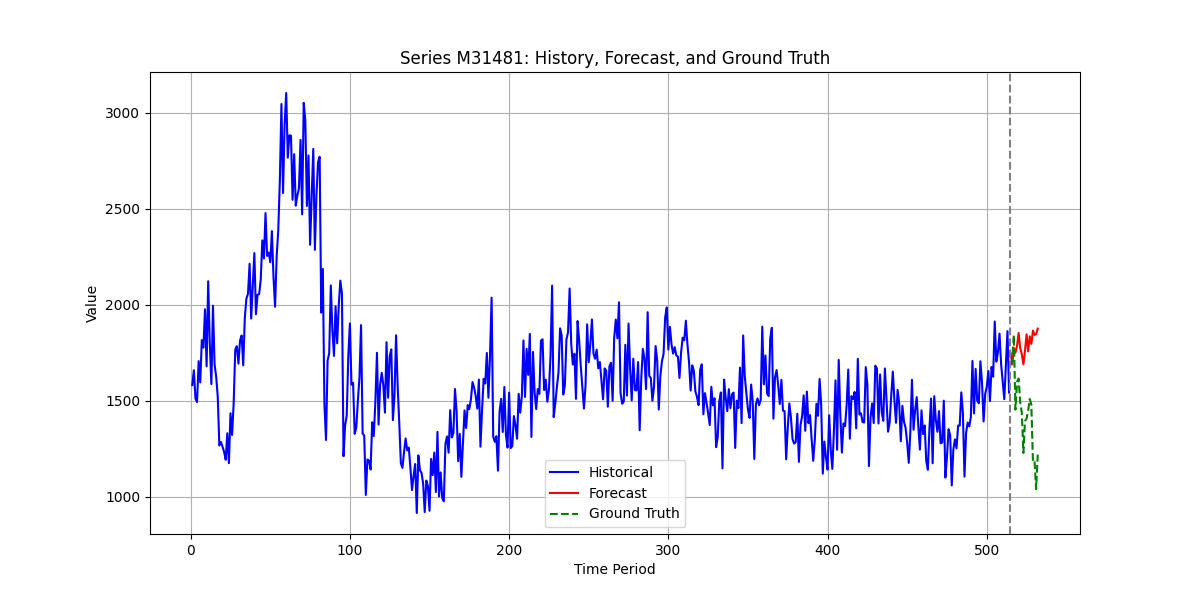 Series M31481: History, Forecast, and Ground Truth
Value
3000
2500
2000
1500
1000
Historical
Forecast
Ground Truth
0 100 200 300 400 500
Time Period